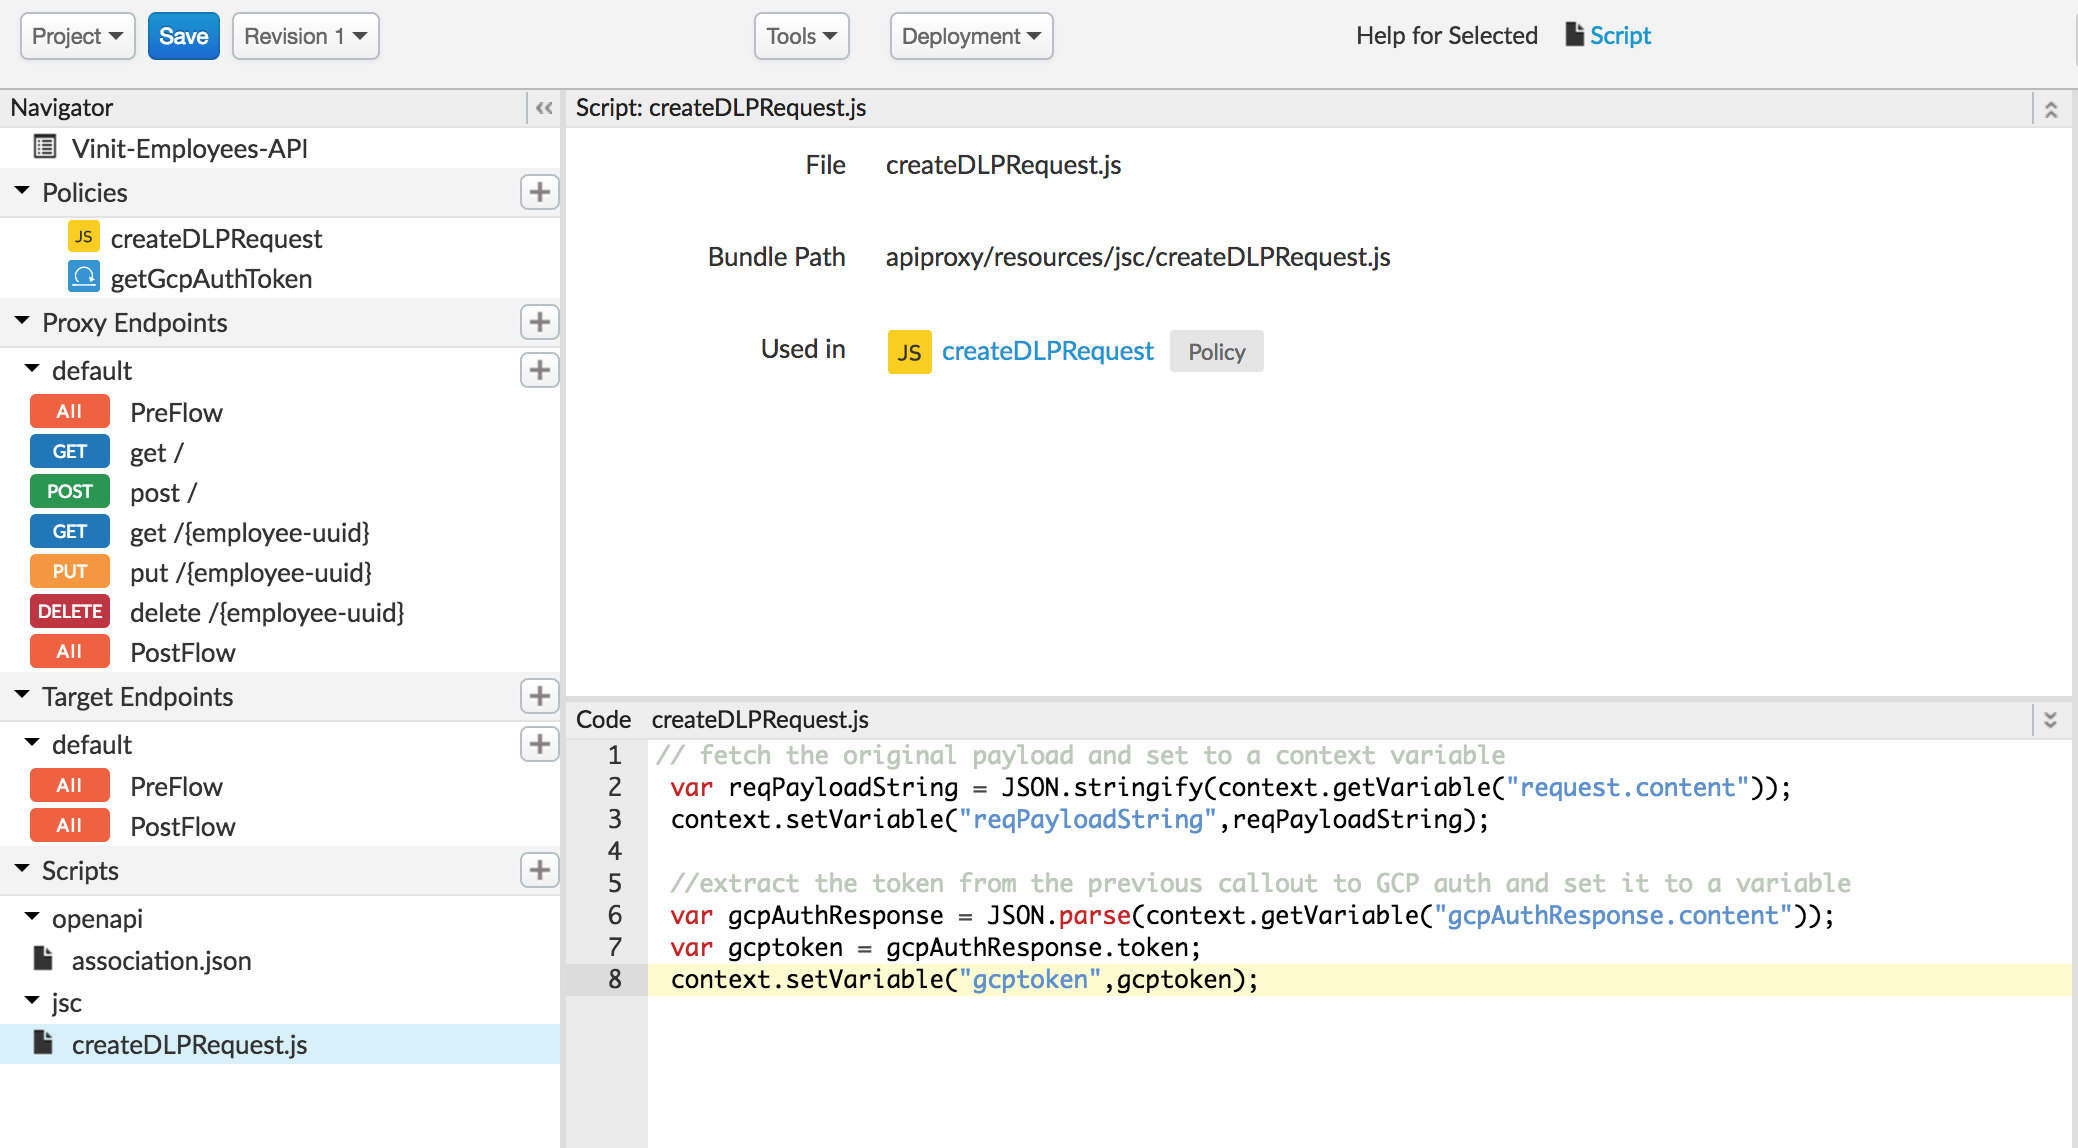 Project Save Revision 1 Tools Deployment Help for Selected Script
Navigator
Vinit-Employees-API
Policies
JS createDLPRequest
getGcpAuthToken
Proxy Endpoints
default
All PreFlow
GET get /
POST post /
GET get /{employee-uuid}
PUT put /{employee-uuid}
DELETE delete /{employee-uuid}
All PostFlow
Target Endpoints
default
All PreFlow
All PostFlow
Scripts
openapi
association.json
jsc
createDLPRequest.js
Script: createDLPRequest.js
File createDLPRequest.js
Bundle Path apiproxy/resources/jsc/createDLPRequest.js
Used in JS createDLPRequest Policy
Code createDLPRequest.js
1 // fetch the original payload and set to a context variable
2 var reqPayloadString = JSON.stringify(context.getVariable("request.content"));
3 context.setVariable("reqPayloadString",reqPayloadString);
4
5 //extract the token from the previous callout to GCP auth and set it to a variable
6 var gcpAuthResponse = JSON.parse(context.getVariable("gcpAuthResponse.content"));
7 var gcptoken = gcpAuthResponse.token;
8 context.setVariable("gcptoken",gcptoken);